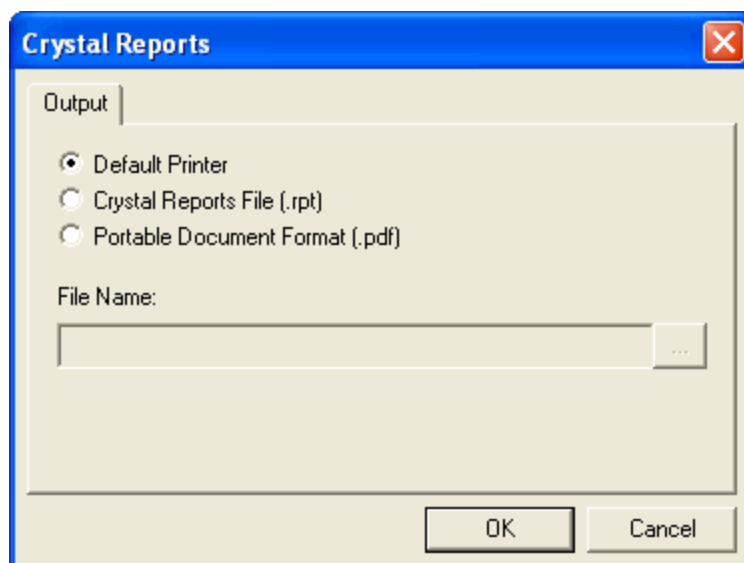 Crystal Reports
Output
Default Printer
Crystal Reports File (.rpt)
Portable Document Format (.pdf)
File Name:
...
OK Cancel